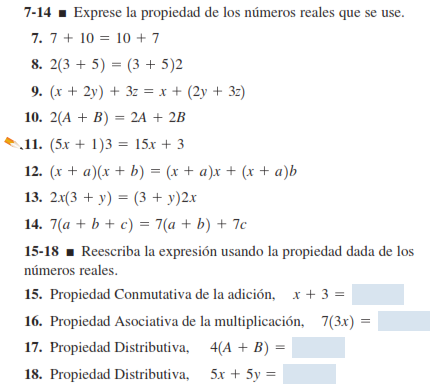 7-14 ■ Exprese la propiedad de los números reales que se use.
7. 7 + 10 = 10 + 7
8. 2(3 + 5) = (3 + 5)2
9. (x + 2y) + 3z = x + (2y + 3z)
10. 2(A + B) = 2A + 2B
11. (5x + 1)3 = 15x + 3
12. (x + a)(x + b) = (x + a)x + (x + a)b
13. 2x(3 + y) = (3 + y)2x
14. 7(a + b + c) = 7(a + b) + 7c
15-18 ■ Reescriba la expresión usando la propiedad dada de los
números reales.
15. Propiedad Conmutativa de la adición, x + 3 =
16. Propiedad Asociativa de la multiplicación, 7(3x) =
17. Propiedad Distributiva, 4(A + B) =
18. Propiedad Distributiva, 5x + 5y =